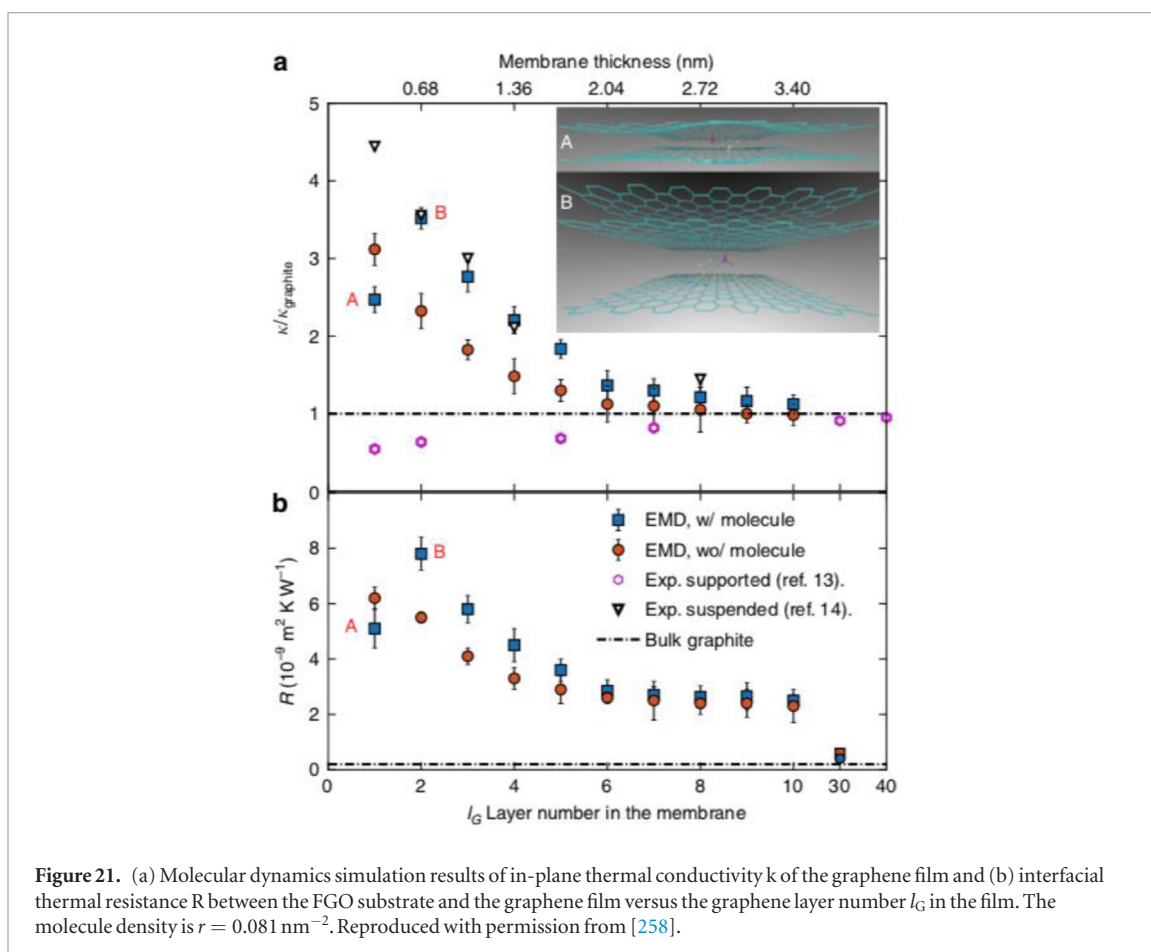 a
Membrane thickness (nm)
0.68 1.36 2.04 2.72 3.40
5
4
3
2
1
0
κ/κgraphite
A
B
A
B
b
8
6
4
2
0
R (10⁻⁹ m² K W⁻¹)
B
A
EMD, w/ molecule
EMD, wo/ molecule
Exp. supported (ref. 13).
Exp. suspended (ref. 14).
Bulk graphite
0 2 4 6 8 10 30 40
lG Layer number in the membrane
Figure 21. (a) Molecular dynamics simulation results of in-plane thermal conductivity k of the graphene film and (b) interfacial
thermal resistance R between the FGO substrate and the graphene film versus the graphene layer number lG in the film. The
molecule density is r = 0.081 nm⁻². Reproduced with permission from [258].